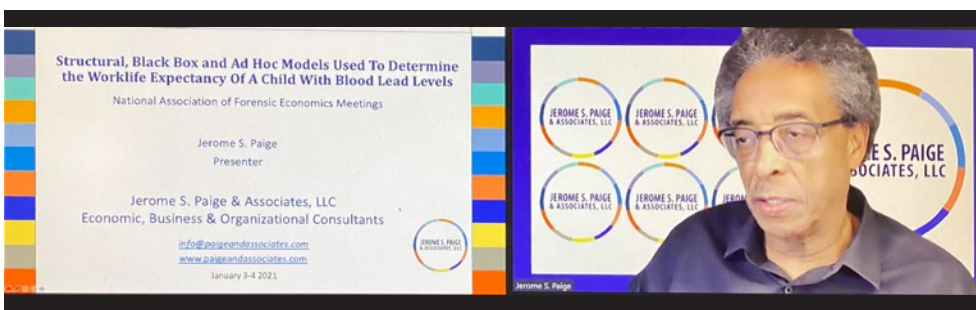 Structural, Black Box and Ad Hoc Models Used To Determine
the Worklife Expectancy Of A Child With Blood Lead Levels
National Association of Forensic Economics Meetings
Jerome S. Paige
Presenter
Jerome S. Paige & Associates, LLC
Economic, Business & Organizational Consultants
info@paigeandassociates.com
www.paigeandassociates.com
January 3-4 2021
JEROME S. PAIGE
& ASSOCIATES, LLC
JEROME S. PAIGE
& ASSOCIATES, LLC
JEROME S. PAIGE
& ASSOCIATES, LLC
E S. PAIGE
SOCIATES, LLC
JEROME S. PAIGE
& ASSOCIATES, LLC
JEROME S. PAIGE
& ASSOCIATES, LLC
JEROM
Jerome S. Paige